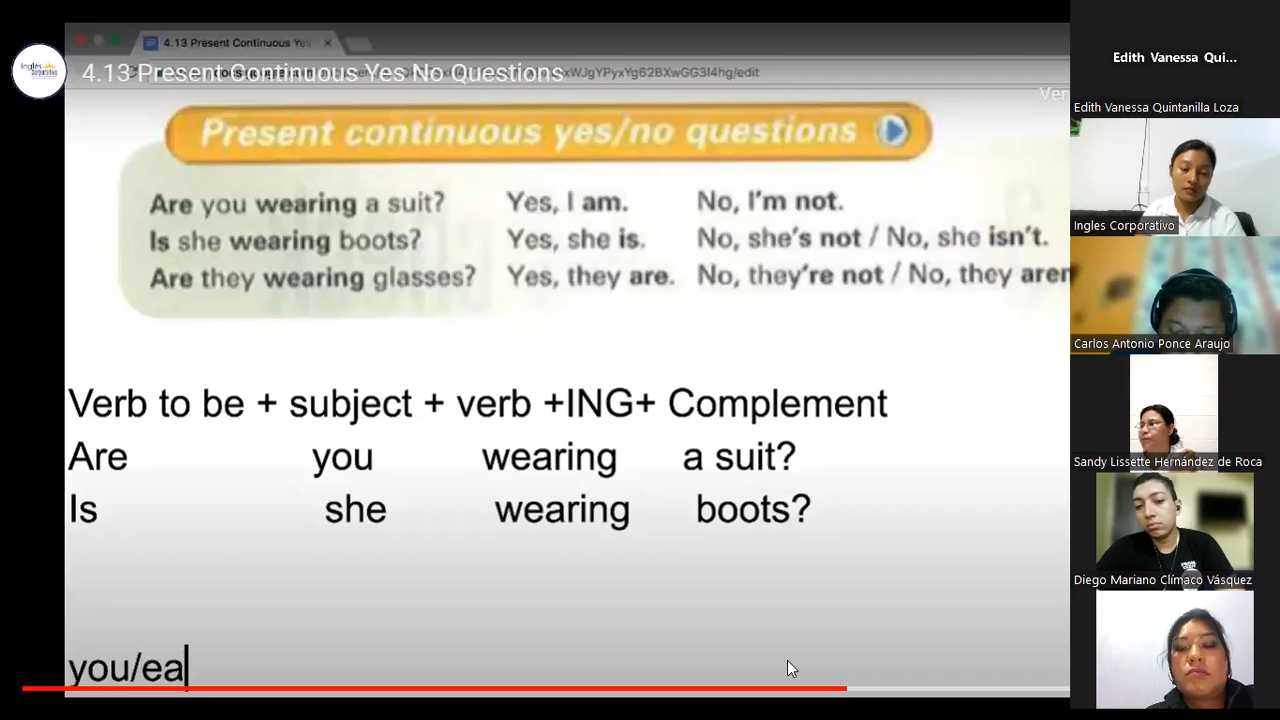 4.13 Present Continuous Yes
4.13 Present Continuous Yes No Questions
Ver
Present continuous yes/no questions
Are you wearing a suit? Yes, I am. No, I'm not.
Is she wearing boots? Yes, she is. No, she's not / No, she isn't.
Are they wearing glasses? Yes, they are. No, they're not / No, they aren
Verb to be + subject + verb +ING+ Complement
Are you wearing a suit?
Is she wearing boots?
you/ea
Edith Vanessa Qui...
Edith Vanessa Quintanilla Loza
Ingles Corporativo
Carlos Antonio Ponce Araujo
Sandy Lissette Hernández de Roca
Diego Mariano Clímaco Vásquez
Inglés
Corporativo